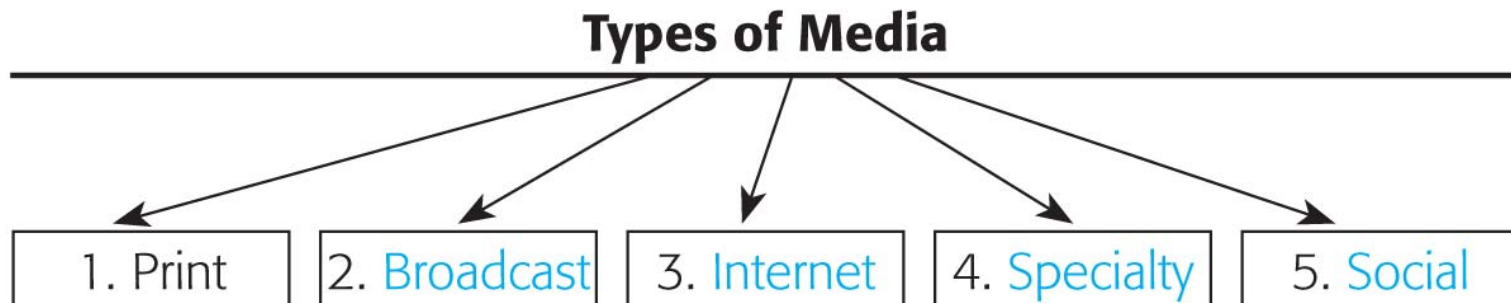 Types of Media
1. Print
2. Broadcast
3. Internet
4. Specialty
5. Social